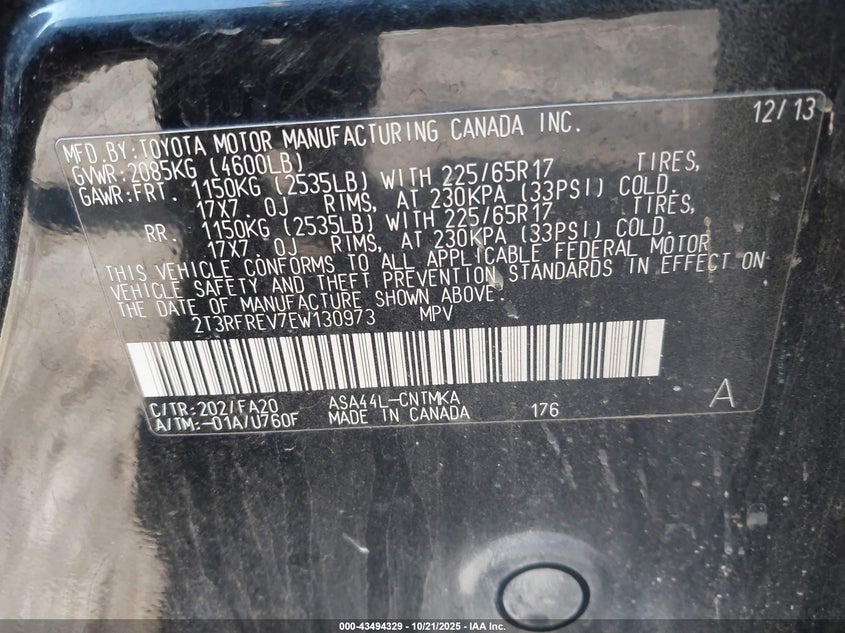 12/13
MFD.BY:TOYOTA MOTOR MANUFACTURING CANADA INC.
GVWR:2085KG (4600LB)
GAWR:FRT. 1150KG (2535LB) WITH 225/65R17 TIRES,
17X7.0J RIMS, AT 230KPA (33PSI) COLD.
RR. 1150KG (2535LB) WITH 225/65R17 TIRES,
17X7.0J RIMS, AT 230KPA (33PSI) COLD.
THIS VEHICLE CONFORMS TO ALL APPLICABLE FEDERAL MOTOR
VEHICLE SAFETY AND THEFT PREVENTION STANDARDS IN EFFECT ON
THE DATE OF MANUFACTURE SHOWN ABOVE.
2T3RFREV7EW130973 MPV
C/TR:202/FA20 ASA44L-CNTMKA
A/TM:-01A/U760F MADE IN CANADA 176 A
000-43494329 - 10/21/2025 - IAA Inc.